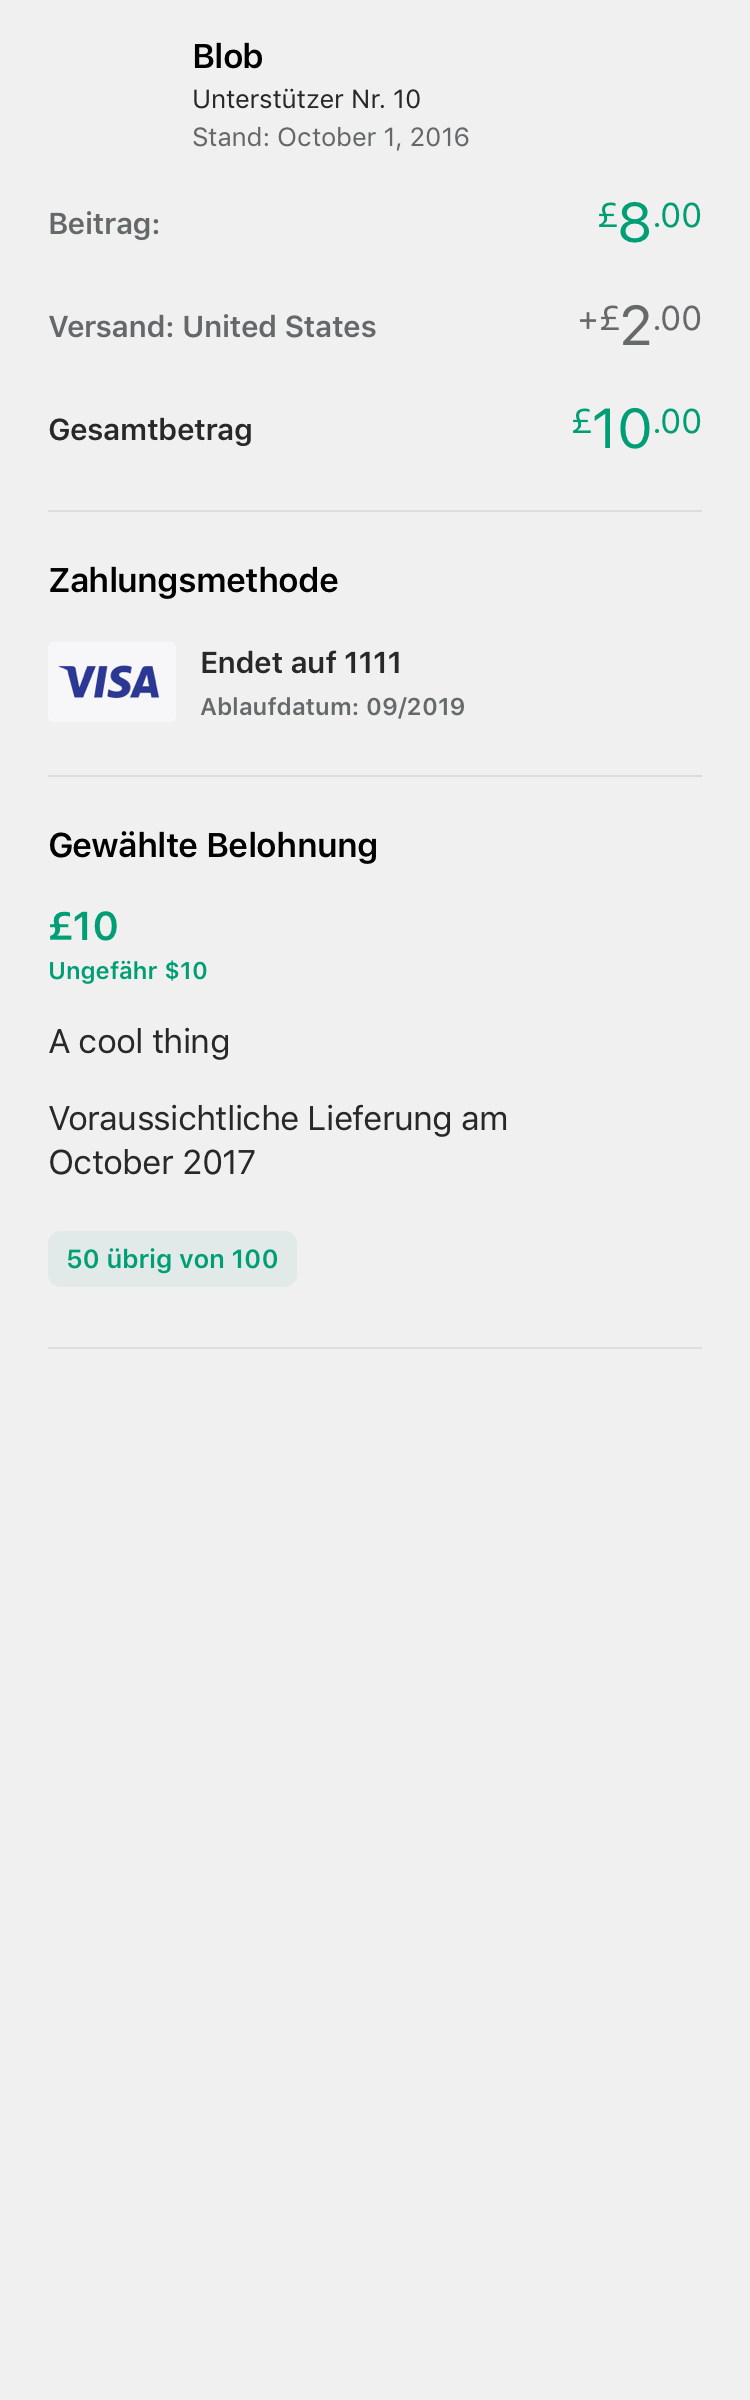 Blob
Unterstützer Nr. 10
Stand: October 1, 2016
Beitrag: £8.00
Versand: United States +£2.00
Gesamtbetrag £10.00
Zahlungsmethode
VISA
Endet auf 1111
Ablaufdatum: 09/2019
Gewählte Belohnung
£10
Ungefähr $10
A cool thing
Voraussichtliche Lieferung am
October 2017
50 übrig von 100